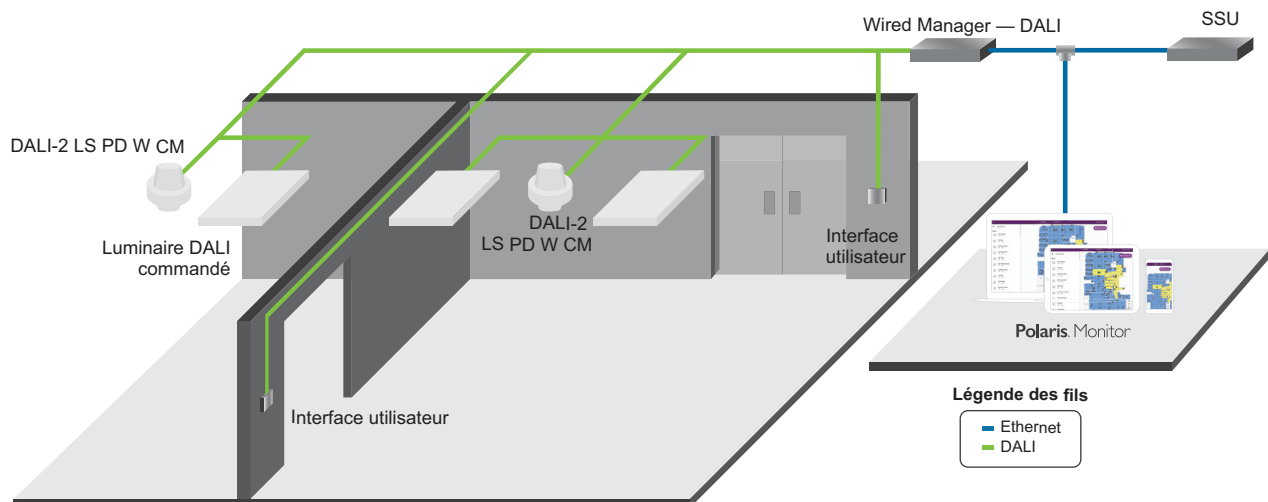 Wired Manager — DALI
SSU
DALI-2 LS PD W CM
Luminaire DALI
commandé
DALI-2
LS PD W CM
Interface
utilisateur
Interface utilisateur
Polaris. Monitor
Légende des fils
Ethernet
DALI